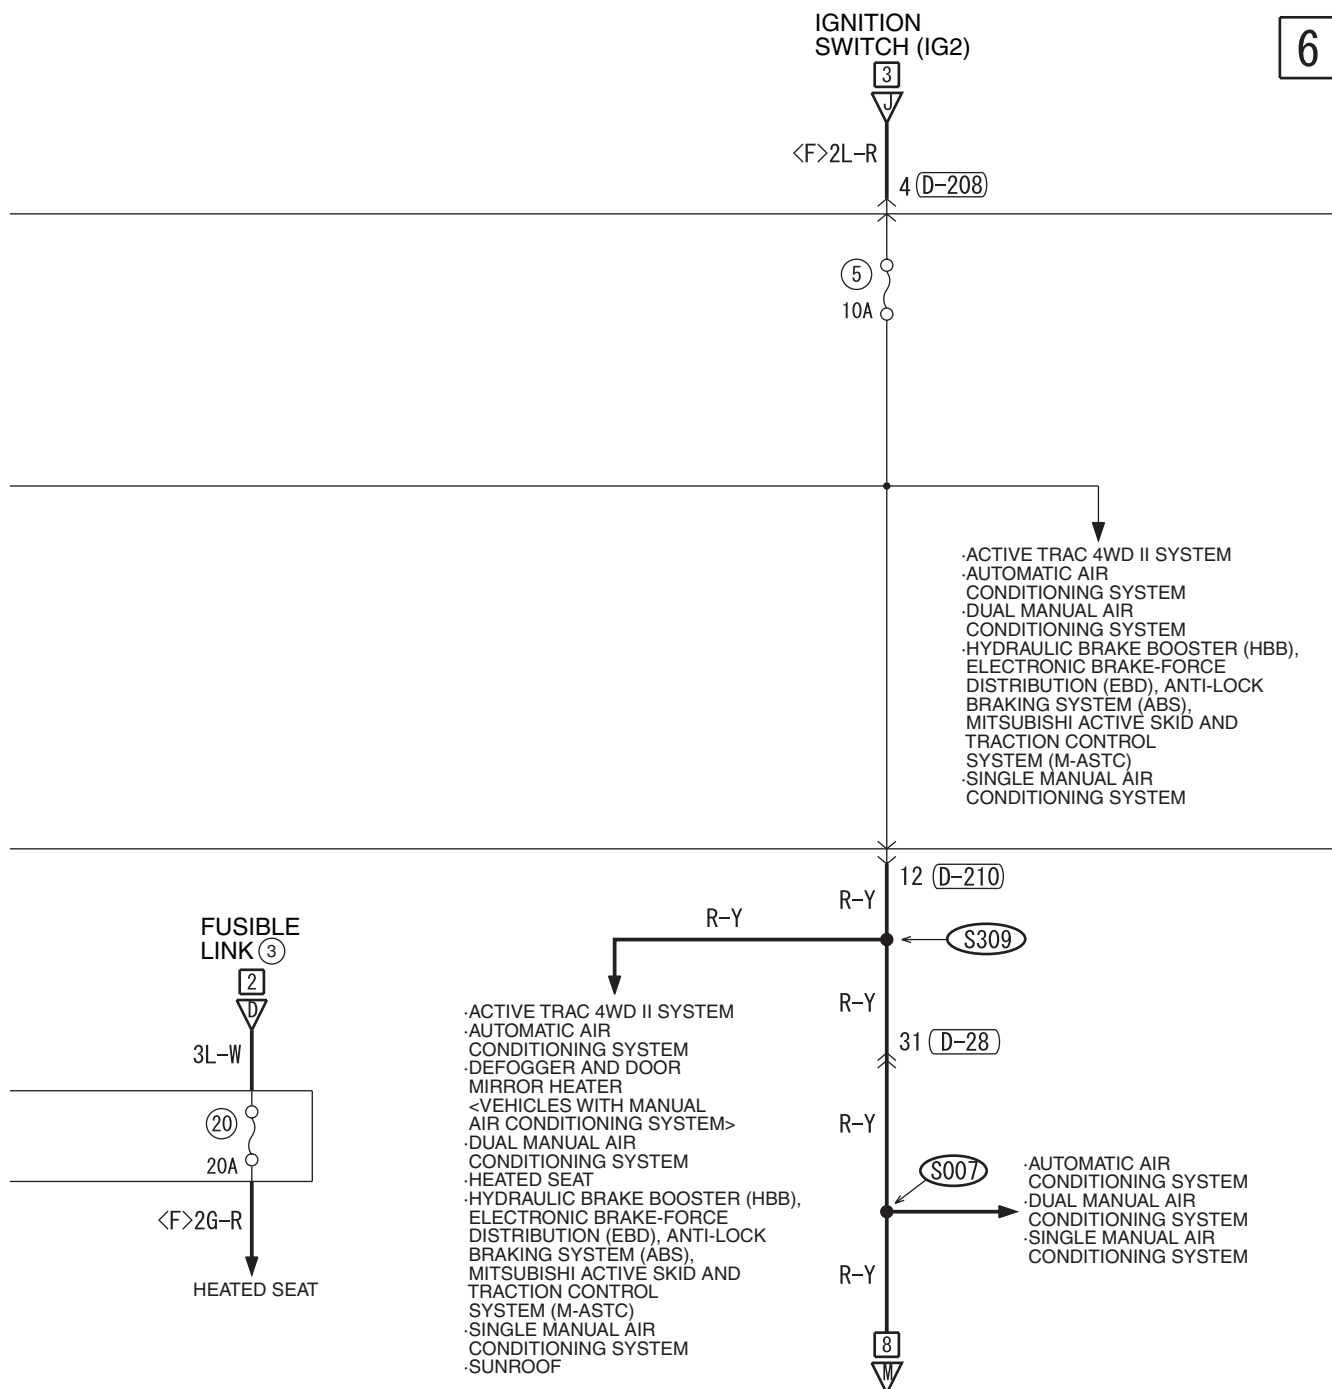 IGNITION
SWITCH (IG2)
6
3
J
<F>2L-R
4 (D-208)
5
10A
·ACTIVE TRAC 4WD II SYSTEM
·AUTOMATIC AIR
CONDITIONING SYSTEM
·DUAL MANUAL AIR
CONDITIONING SYSTEM
·HYDRAULIC BRAKE BOOSTER (HBB),
ELECTRONIC BRAKE-FORCE
DISTRIBUTION (EBD), ANTI-LOCK
BRAKING SYSTEM (ABS),
MITSUBISHI ACTIVE SKID AND
TRACTION CONTROL
SYSTEM (M-ASTC)
·SINGLE MANUAL AIR
CONDITIONING SYSTEM
12 (D-210)
R-Y
R-Y
S309
FUSIBLE
LINK 3
2
D
3L-W
20
20A
<F>2G-R
HEATED SEAT
·ACTIVE TRAC 4WD II SYSTEM
·AUTOMATIC AIR
CONDITIONING SYSTEM
·DEFOGGER AND DOOR
MIRROR HEATER
<VEHICLES WITH MANUAL
AIR CONDITIONING SYSTEM>
·DUAL MANUAL AIR
CONDITIONING SYSTEM
·HEATED SEAT
·HYDRAULIC BRAKE BOOSTER (HBB),
ELECTRONIC BRAKE-FORCE
DISTRIBUTION (EBD), ANTI-LOCK
BRAKING SYSTEM (ABS),
MITSUBISHI ACTIVE SKID AND
TRACTION CONTROL
SYSTEM (M-ASTC)
·SINGLE MANUAL AIR
CONDITIONING SYSTEM
·SUNROOF
R-Y
31 (D-28)
R-Y
S007
·AUTOMATIC AIR
CONDITIONING SYSTEM
·DUAL MANUAL AIR
CONDITIONING SYSTEM
·SINGLE MANUAL AIR
CONDITIONING SYSTEM
R-Y
8
M